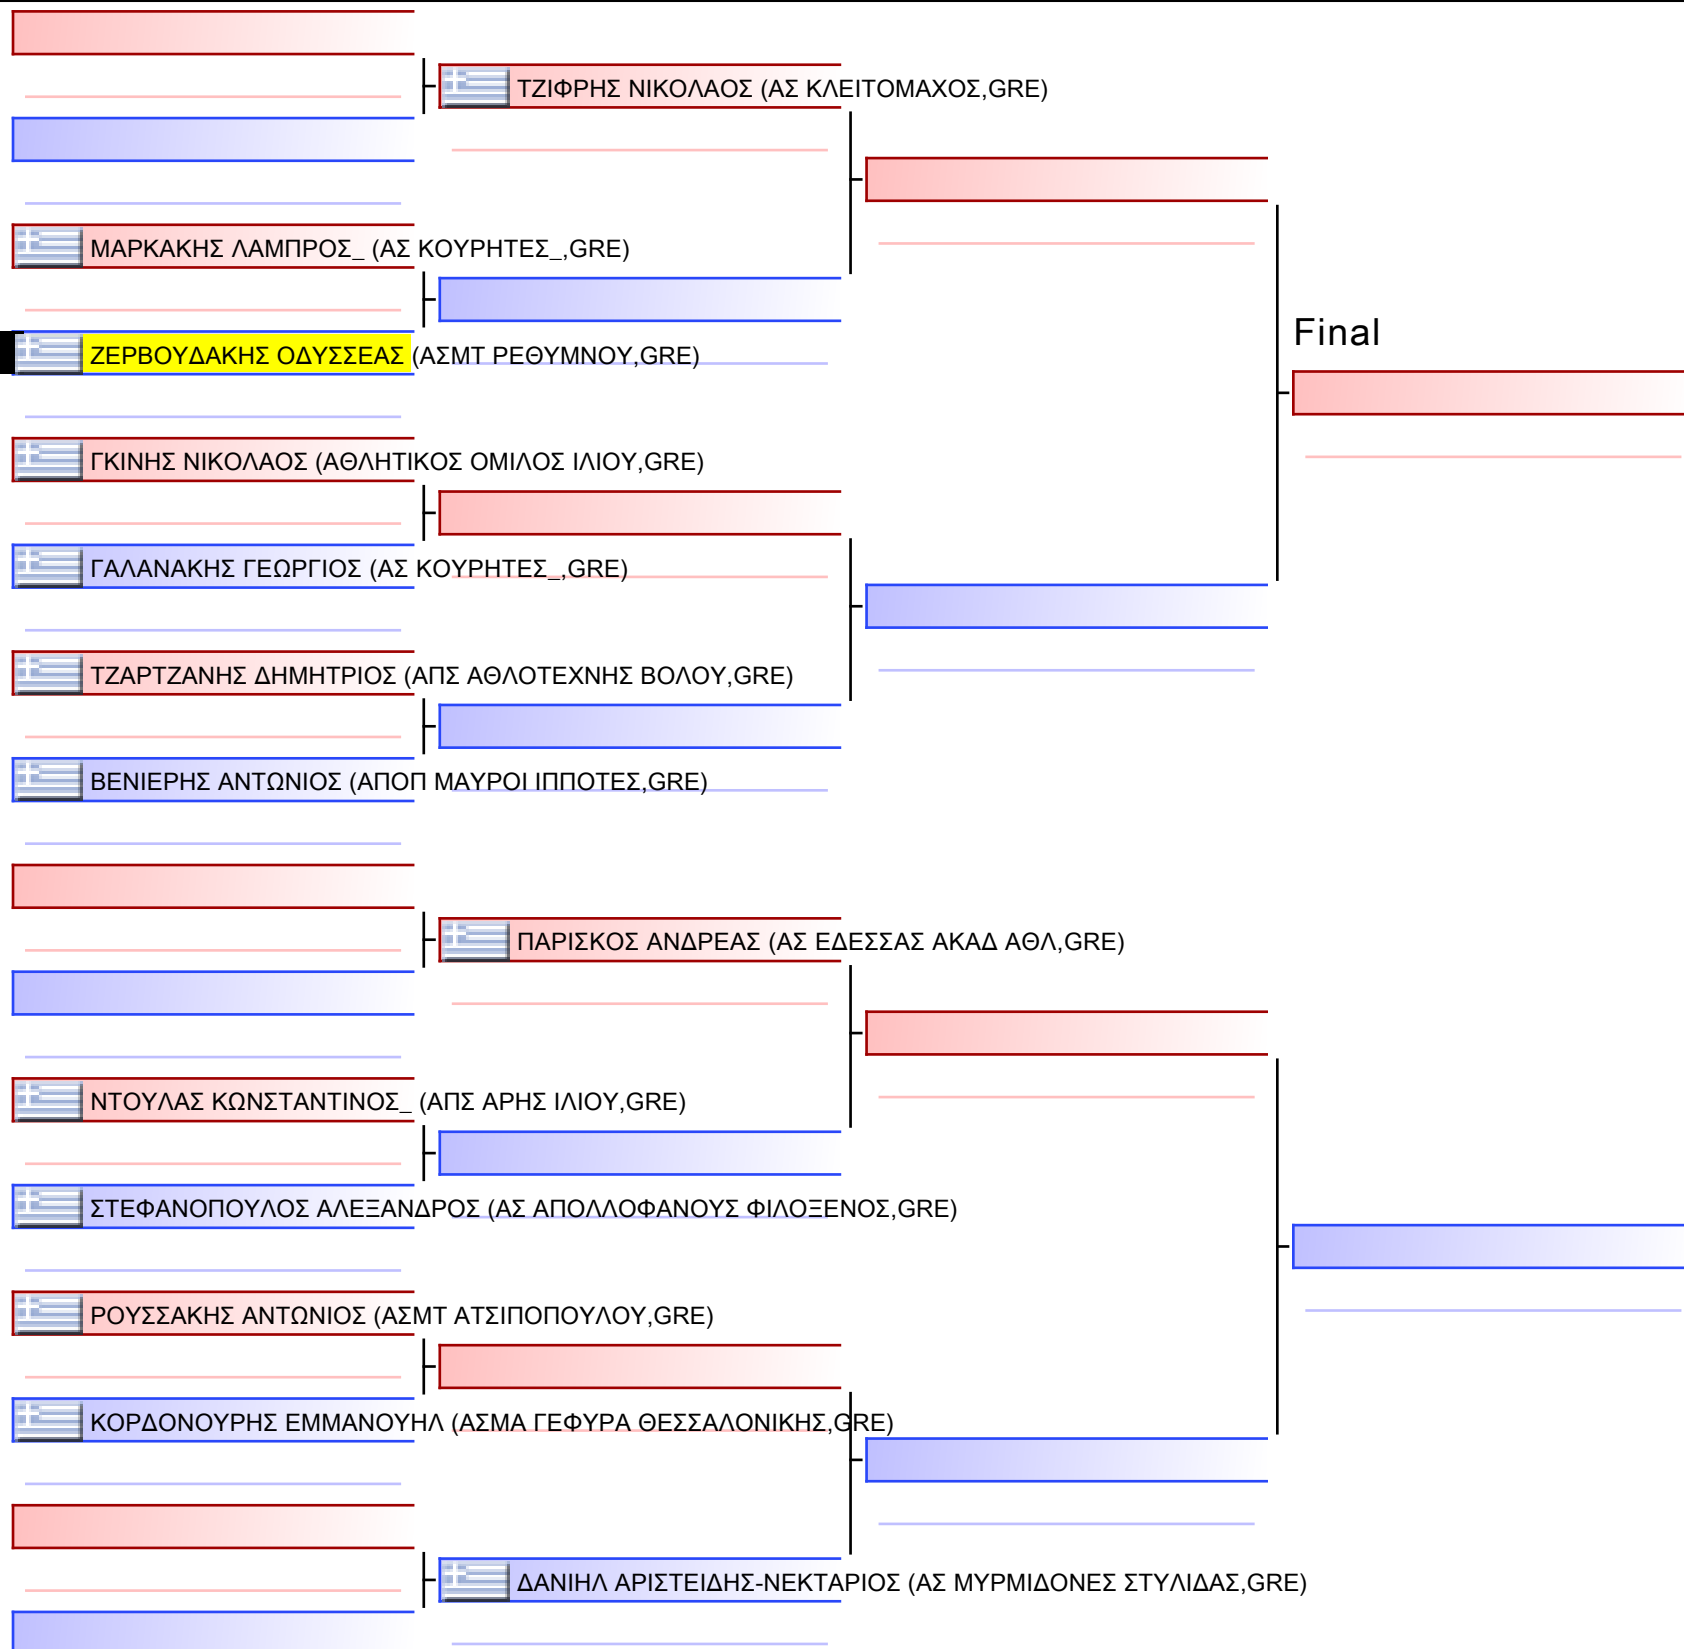 ΤΖΙΦΡΗΣ ΝΙΚΟΛΑΟΣ (ΑΣ ΚΛΕΙΤΟΜΑΧΟΣ,GRE)
ΜΑΡΚΑΚΗΣ ΛΑΜΠΡΟΣ_ (ΑΣ ΚΟΥΡΗΤΕΣ_,GRE)
Final
ΖΕΡΒΟΥΔΑΚΗΣ ΟΔΥΣΣΕΑΣ (ΑΣΜΤ ΡΕΘΥΜΝΟΥ,GRE)
ΓΚΙΝΗΣ ΝΙΚΟΛΑΟΣ (ΑΘΛΗΤΙΚΟΣ ΟΜΙΛΟΣ ΙΛΙΟΥ,GRE)
ΓΑΛΑΝΑΚΗΣ ΓΕΩΡΓΙΟΣ (ΑΣ ΚΟΥΡΗΤΕΣ_,GRE)
ΤΖΑΡΤΖΑΝΗΣ ΔΗΜΗΤΡΙΟΣ (ΑΠΣ ΑΘΛΟΤΕΧΝΗΣ ΒΟΛΟΥ,GRE)
ΒΕΝΙΕΡΗΣ ΑΝΤΩΝΙΟΣ (ΑΠΟΠ ΜΑΥΡΟΙ ΙΠΠΟΤΕΣ,GRE)
ΠΑΡΙΣΚΟΣ ΑΝΔΡΕΑΣ (ΑΣ ΕΔΕΣΣΑΣ ΑΚΑΔ ΑΘΛ,GRE)
ΝΤΟΥΛΑΣ ΚΩΝΣΤΑΝΤΙΝΟΣ_ (ΑΠΣ ΑΡΗΣ ΙΛΙΟΥ,GRE)
ΣΤΕΦΑΝΟΠΟΥΛΟΣ ΑΛΕΞΑΝΔΡΟΣ (ΑΣ ΑΠΟΛΛΟΦΑΝΟΥΣ ΦΙΛΟΞΕΝΟΣ,GRE)
ΡΟΥΣΣΑΚΗΣ ΑΝΤΩΝΙΟΣ (ΑΣΜΤ ΑΤΣΙΠΟΠΟΥΛΟΥ,GRE)
ΚΟΡΔΟΝΟΥΡΗΣ ΕΜΜΑΝΟΥΗΛ (ΑΣΜΑ ΓΕΦΥΡΑ ΘΕΣΣΑΛΟΝΙΚΗΣ,GRE)
ΔΑΝΙΗΛ ΑΡΙΣΤΕΙΔΗΣ-ΝΕΚΤΑΡΙΟΣ (ΑΣ ΜΥΡΜΙΔΟΝΕΣ ΣΤΥΛΙΔΑΣ,GRE)